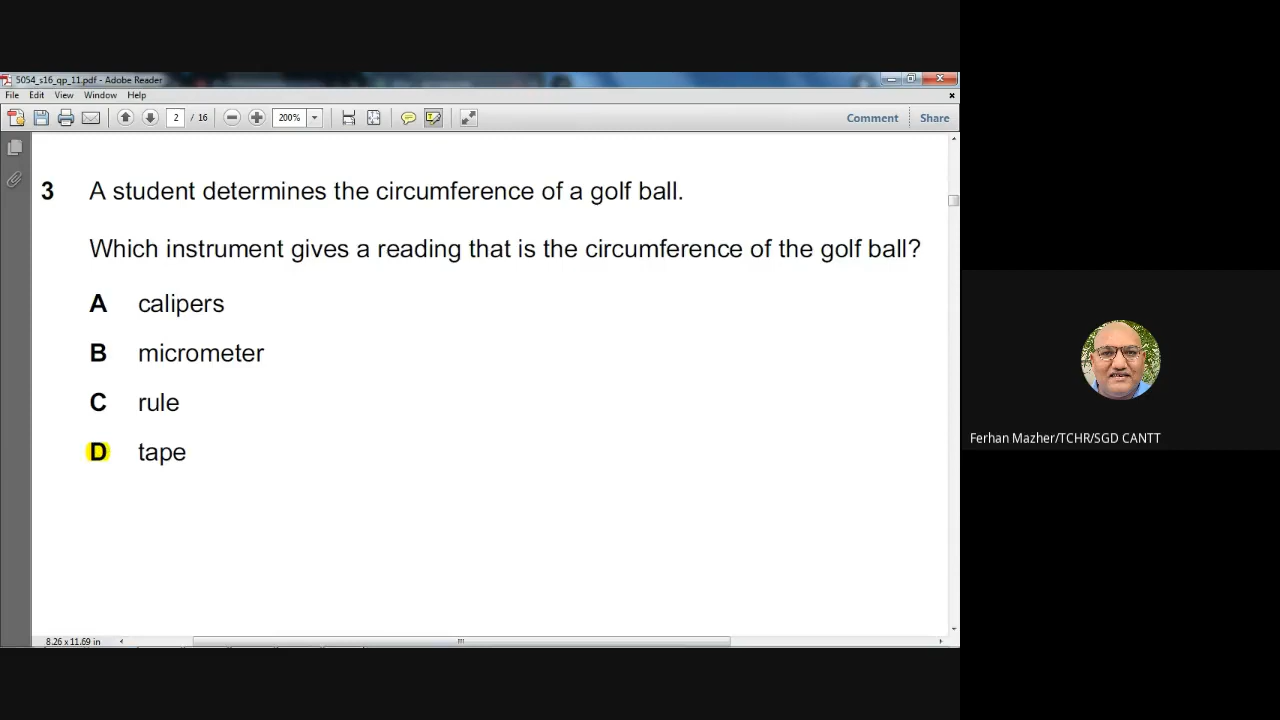 5054_s16_qp_11.pdf - Adobe Reader
File Edit View Window Help
2 / 16 200% Comment Share
3 A student determines the circumference of a golf ball.
Which instrument gives a reading that is the circumference of the golf ball?
A calipers
B micrometer
C rule
D tape
Ferhan Mazher/TCHR/SGD CANTT
8.26 x 11.69 in